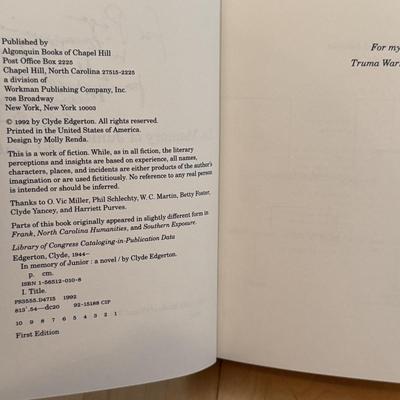 Published by
Algonquin Books of Chapel Hill
Post Office Box 2225
Chapel Hill, North Carolina 27515-2225
a division of
Workman Publishing Company, Inc.
708 Broadway
New York, New York 10003
© 1992 by Clyde Edgerton. All rights reserved.
Printed in the United States of America.
Design by Molly Renda.
This is a work of fiction. While, as in all fiction, the literary
perceptions and insights are based on experience, all names,
characters, places, and incidents are either products of the author's
imagination or are used fictitiously. No reference to any real person
is intended or should be inferred.
Thanks to O. Vic Miller, Phil Schlechty, W. C. Martin, Betty Foster,
Clyde Yancey, and Harriett Purves.
Parts of this book originally appeared in slightly different form in
Frank, North Carolina Humanities, and Southern Exposure.
Library of Congress Cataloging-in-Publication Data
Edgerton, Clyde, 1944–
In memory of Junior : a novel / by Clyde Edgerton.
p. cm.
ISBN 1-56512-010-8
I. Title.
PS3555.D4715 1992
813'.54—dc20 92-15188 CIP
10 9 8 7 6 5 4 3 2 1
First Edition
For my
Truma War